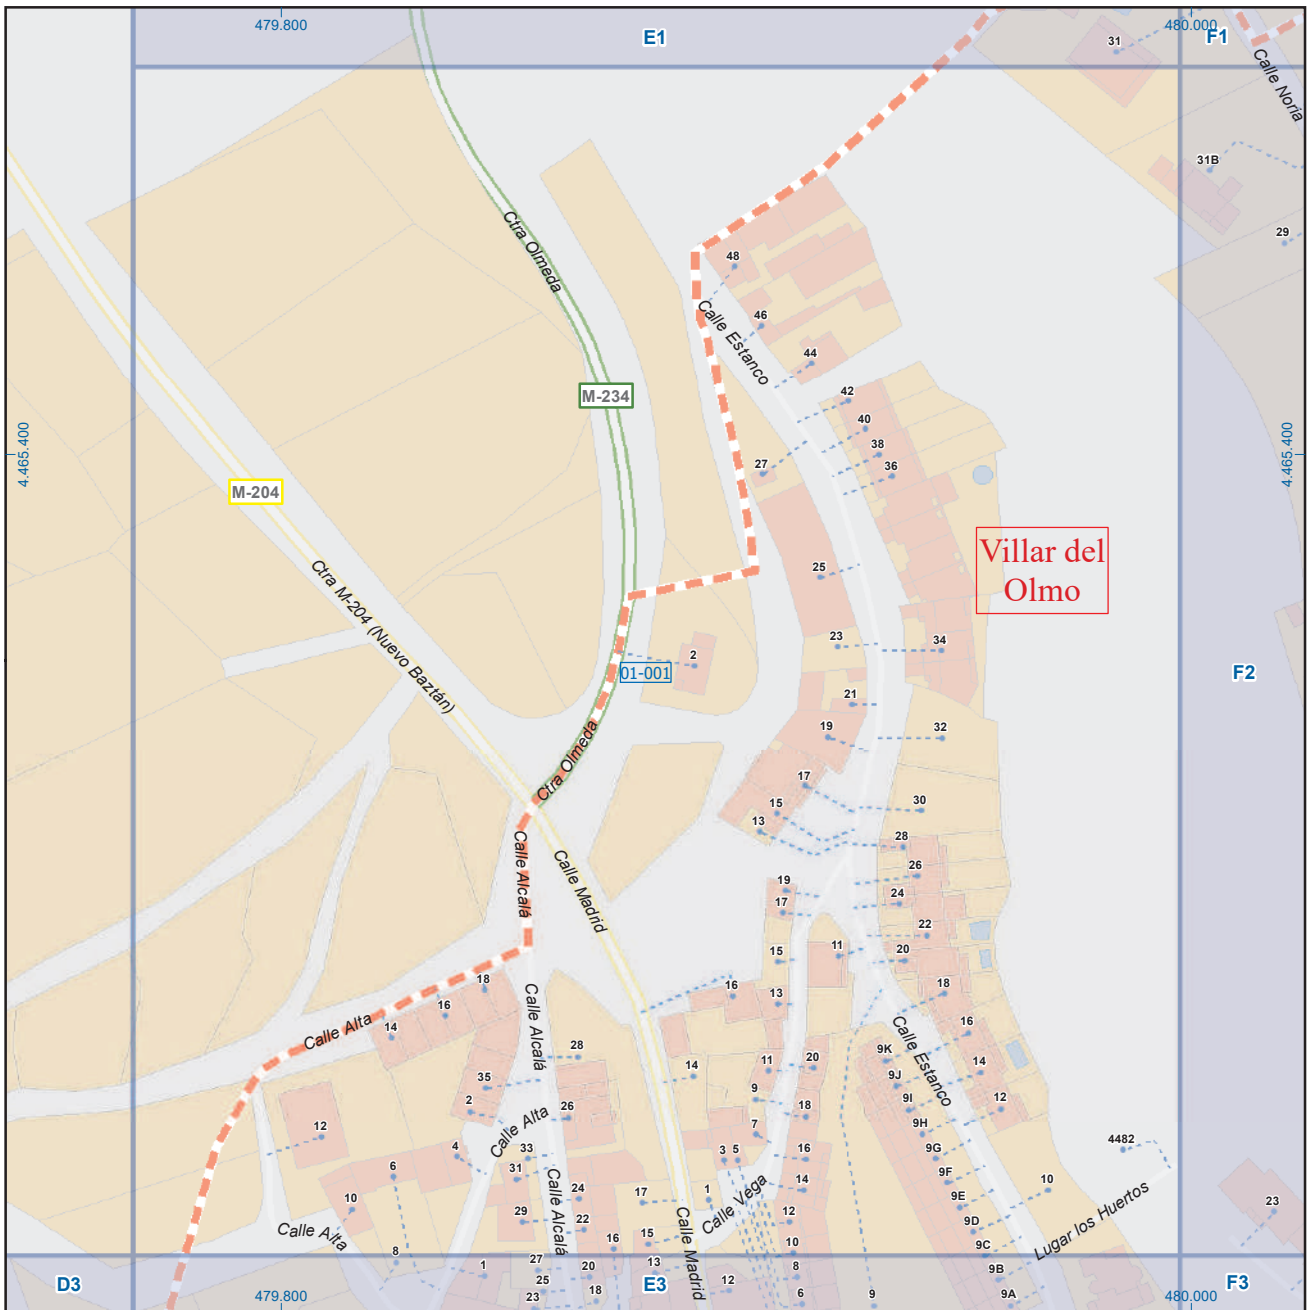 479.800
E1
480.000
F1
31
Calle Noria
31B
29
Ctra Olmeda
48
46
Calle Estanco
44
M-234
42
40
38
36
27
4.465.400
4.465.400
M-204
Villar del
Olmo
25
Ctra M-204 (Nuevo Baztán)
23
34
2
01-001
F2
21
19
32
Ctra Olmeda
17
15
13
30
28
Calle Alcalá
Calle Madrid
26
19
24
17
22
11
15
20
18
16
13
18
16
14
Calle Alta
Calle Alcalá
Calle Estanco
16
28
9K
14
11
20
14
9J
35
9
12
2
26
18
9I
12
Calle Alta
7
9H
4482
4
33
3
5
16
9G
6
31
9F
10
24
17
1
14
9E
10
23
Calle Alcalá
Calle Vega
29
22
12
9D
Lugar los Huertos
Calle Alta
15
Calle Madrid
16
10
9C
8
27
13
1
20
8
9B
D3
25
E3
12
F3
18
23
6
9
9A
479.800
480.000